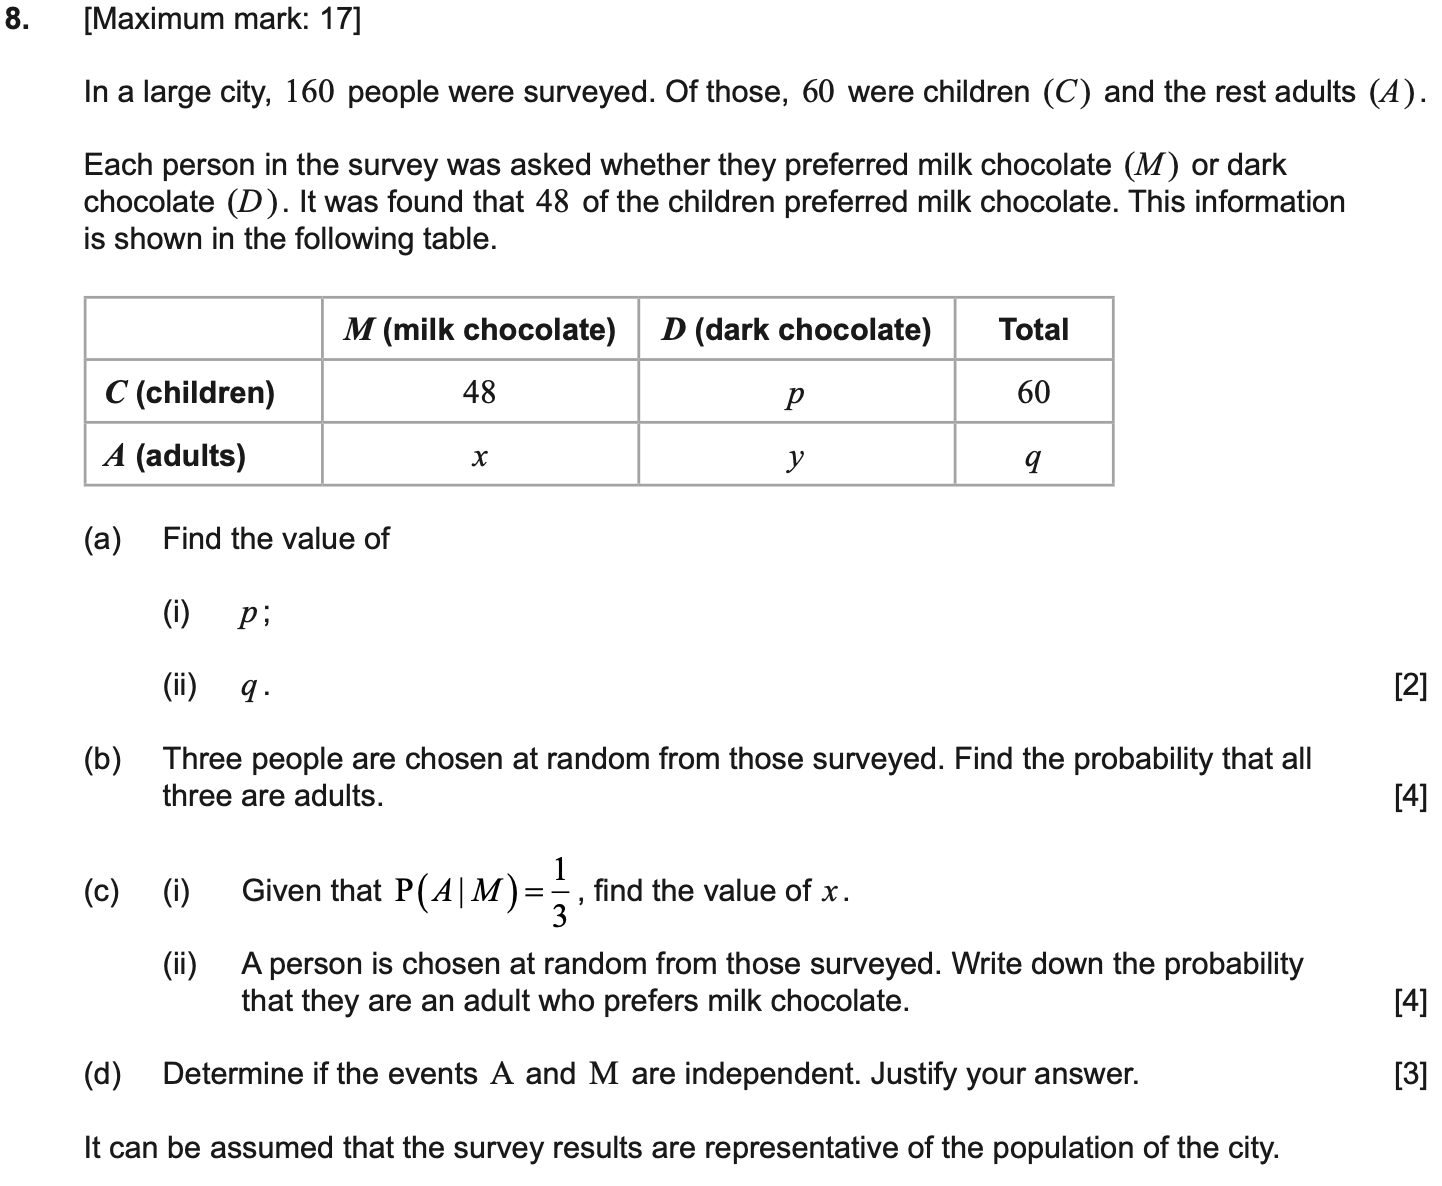 8. [Maximum mark: 17]
In a large city, 160 people were surveyed. Of those, 60 were children (C) and the rest adults (A).
Each person in the survey was asked whether they preferred milk chocolate (M) or dark
chocolate (D). It was found that 48 of the children preferred milk chocolate. This information
is shown in the following table.
M (milk chocolate) D (dark chocolate) Total
C (children) 48 p 60
A (adults) x y q
(a) Find the value of
(i) p;
(ii) q. [2]
(b) Three people are chosen at random from those surveyed. Find the probability that all
three are adults. [4]
(c) (i) Given that P(A|M) = 1/3, find the value of x.
(ii) A person is chosen at random from those surveyed. Write down the probability
that they are an adult who prefers milk chocolate. [4]
(d) Determine if the events A and M are independent. Justify your answer. [3]
It can be assumed that the survey results are representative of the population of the city.